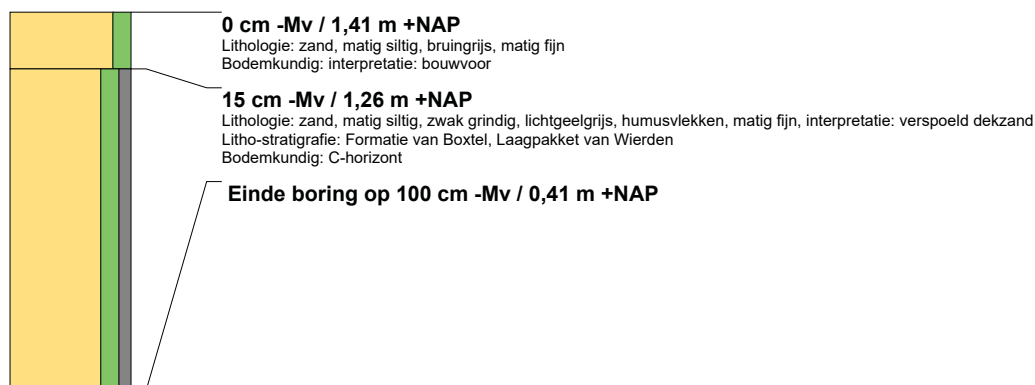 0 cm -Mv / 1,41 m +NAP
Lithologie: zand, matig siltig, bruingrijs, matig fijn
Bodemkundig: interpretatie: bouwvoor
15 cm -Mv / 1,26 m +NAP
Lithologie: zand, matig siltig, zwak grindig, lichtgeelgrijs, humusvlekken, matig fijn, interpretatie: verspoeld dekzand
Litho-stratigrafie: Formatie van Boxtel, Laagpakket van Wierden
Bodemkundig: C-horizont
Einde boring op 100 cm -Mv / 0,41 m +NAP